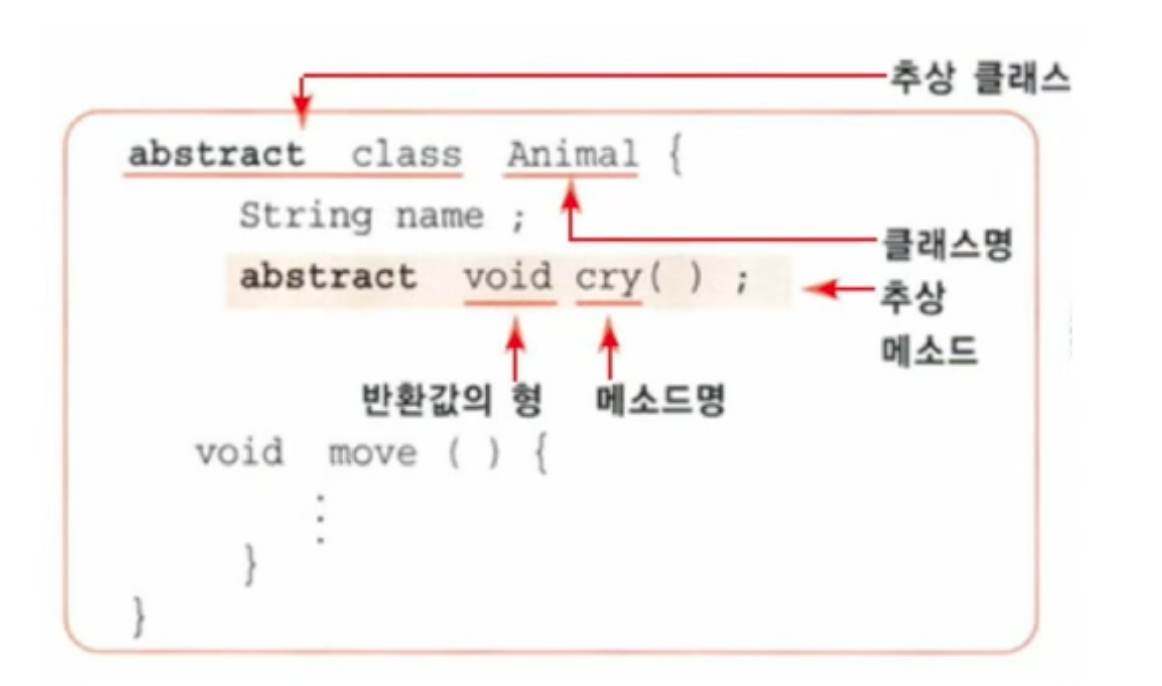 추상 클래스
abstract class Animal {
String name ;
클래스명
abstract void cry( ) ;
추상
메소드
반환값의 형 메소드명
void move ( ) {
⋮
}
}